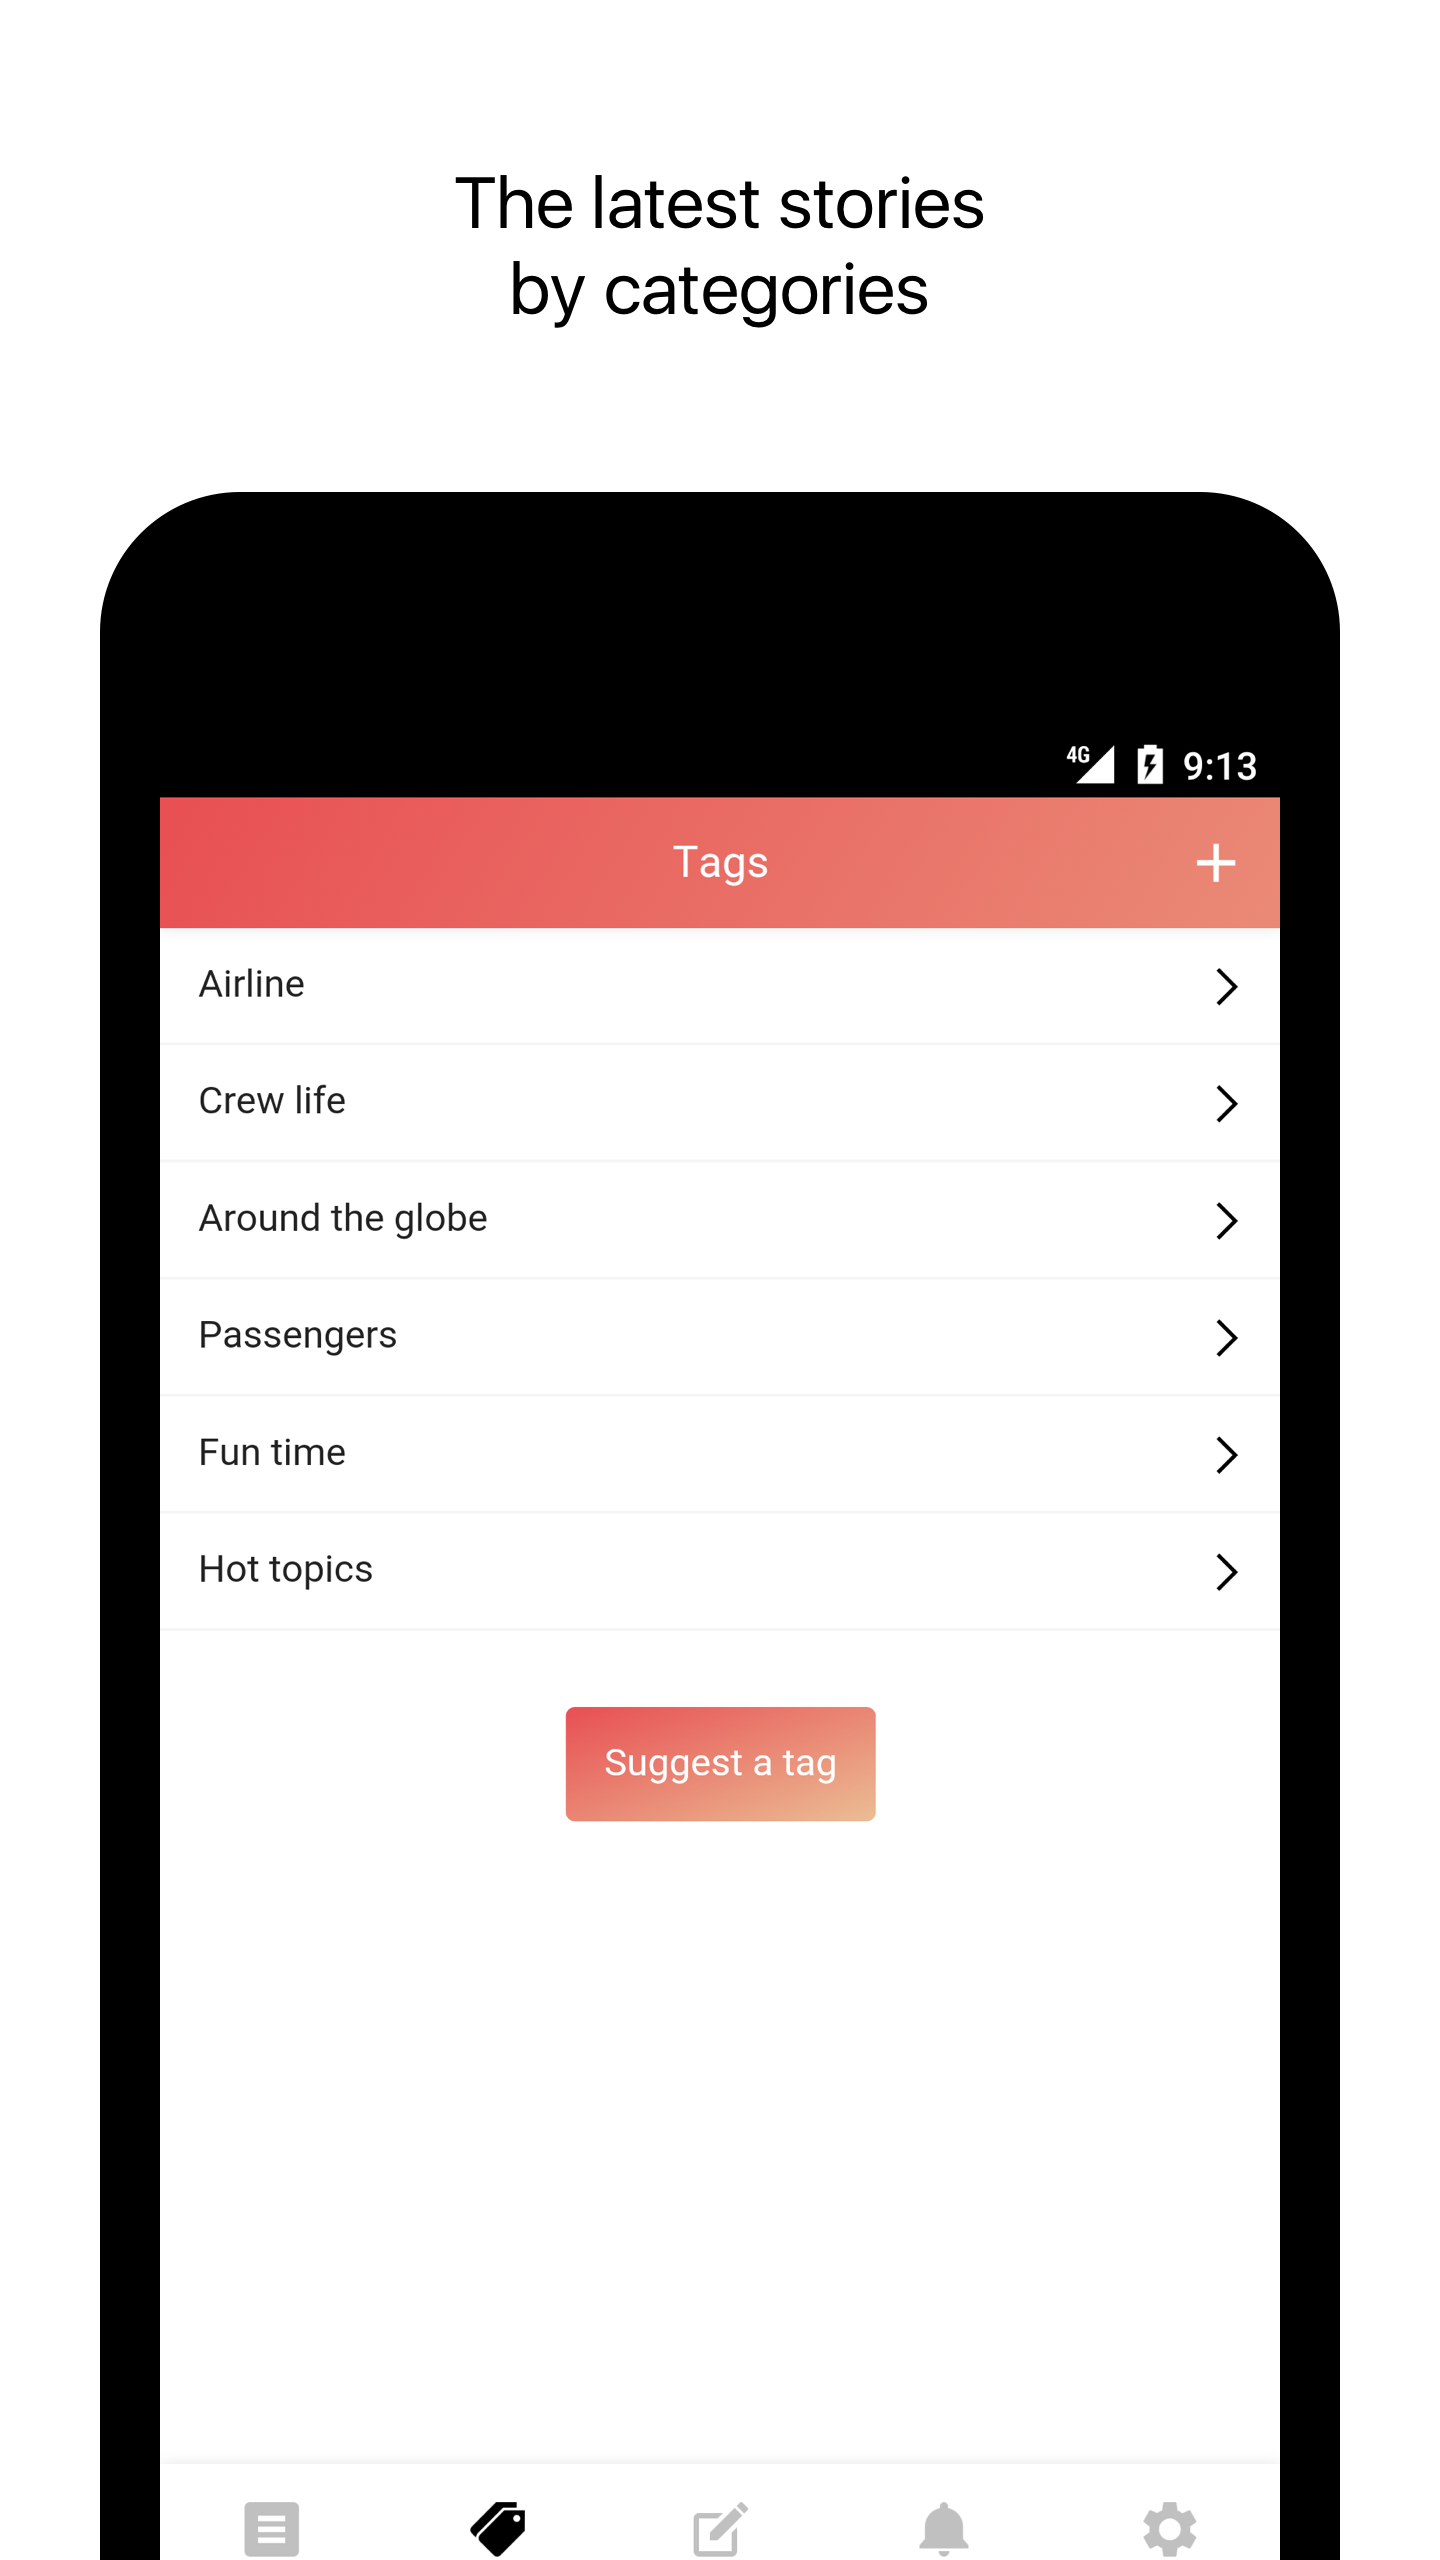 The latest stories
by categories
4G 9:13
Tags
Airline
Crew life
Around the globe
Passengers
Fun time
Hot topics
Suggest a tag